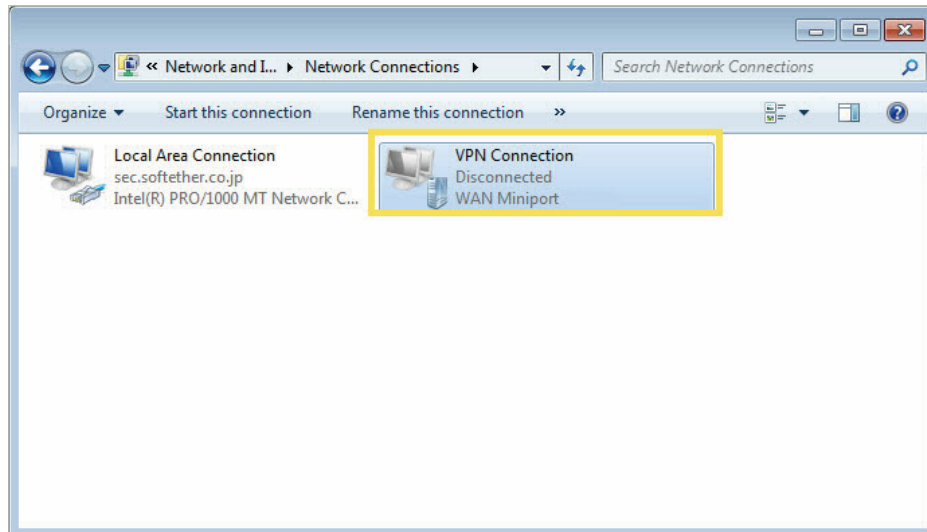 « Network and I... ▸ Network Connections ▸
Search Network Connections
Organize ▾ Start this connection Rename this connection »
Local Area Connection
sec.softether.co.jp
Intel(R) PRO/1000 MT Network C...
VPN Connection
Disconnected
WAN Miniport